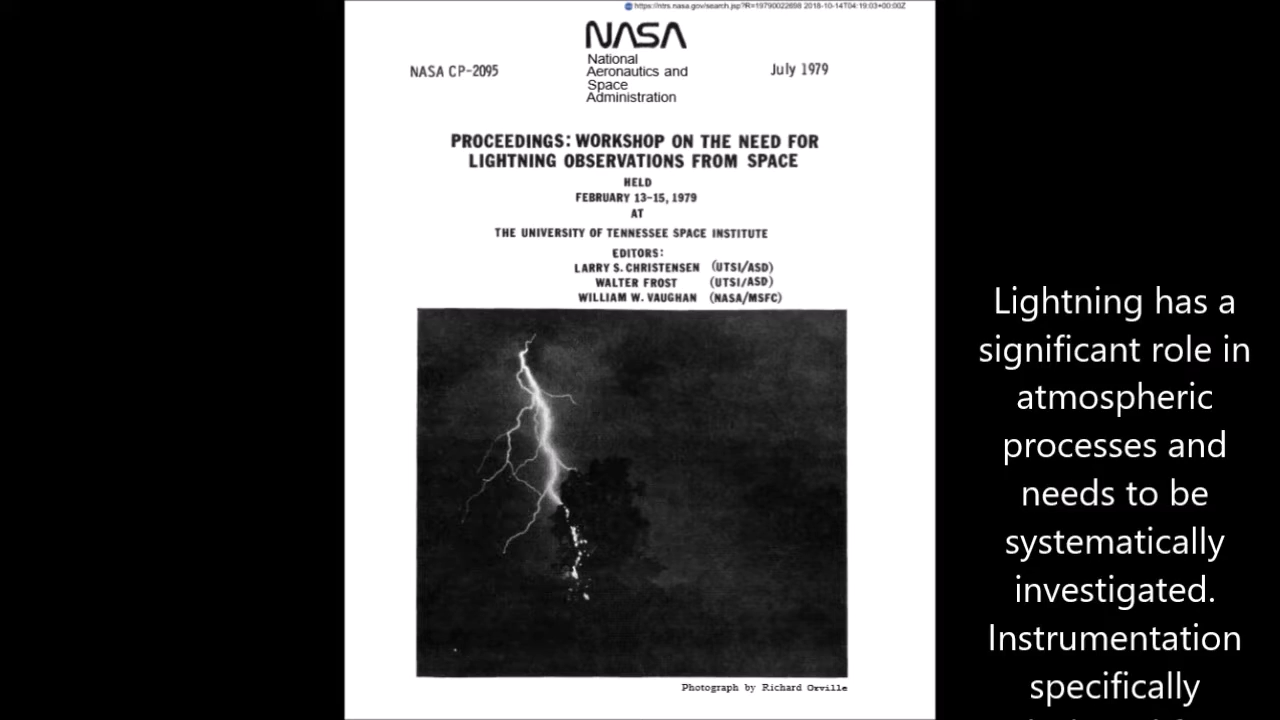 https://ntrs.nasa.gov/search.jsp?R=19790022698 2018-10-14T04:19:03+00:00Z
NASA
National
Aeronautics and
Space
Administration
NASA CP-2095
July 1979
PROCEEDINGS: WORKSHOP ON THE NEED FOR
LIGHTNING OBSERVATIONS FROM SPACE
HELD
FEBRUARY 13-15, 1979
AT
THE UNIVERSITY OF TENNESSEE SPACE INSTITUTE
EDITORS:
LARRY S. CHRISTENSEN (UTSI/ASD)
WALTER FROST (UTSI/ASD)
WILLIAM W. VAUGHAN (NASA/MSFC)
Photograph by Richard Orville
Lightning has a
significant role in
atmospheric
processes and
needs to be
systematically
investigated.
Instrumentation
specifically